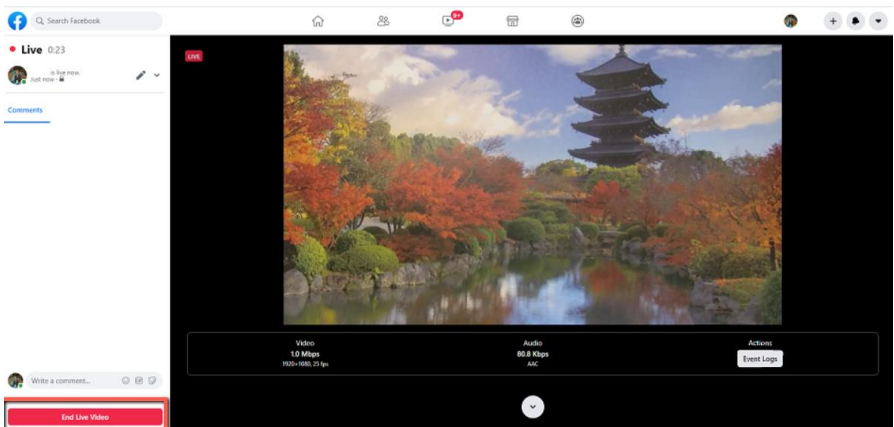 Search Facebook
9+
Live 0:23
is live now.
Just now ·
Comments
LIVE
Video
1.0 Mbps
1920×1080, 25 fps
Audio
80.8 Kbps
AAC
Actions
Event Logs
Write a comment...
End Live Video